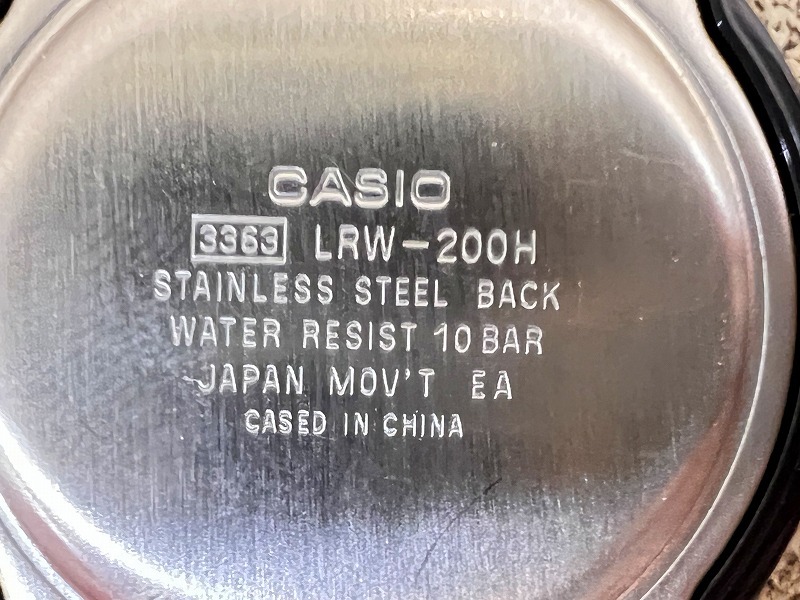 CASIO
3363 LRW-200H
STAINLESS STEEL BACK
WATER RESIST 10 BAR
JAPAN MOV'T EA
CASED IN CHINA